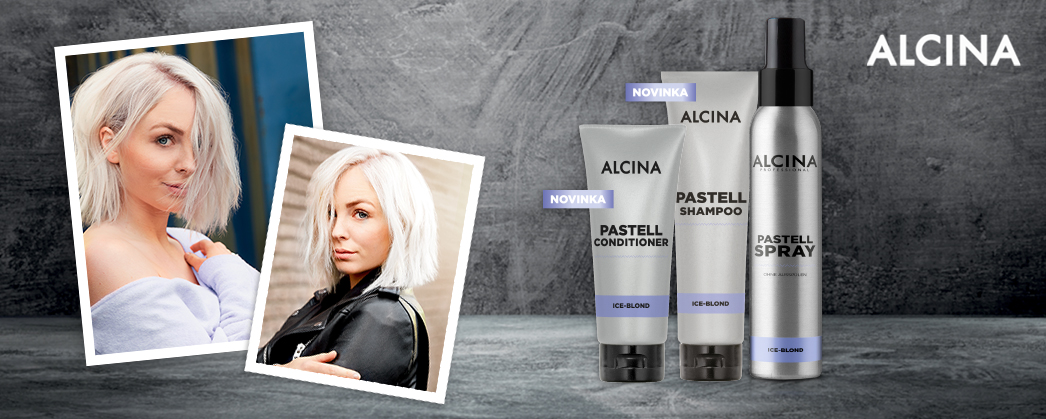 ALCINA
NOVINKA
ALCINA
PASTELL
CONDITIONER
ICE-BLOND
NOVINKA
ALCINA
PASTELL
SHAMPOO
ICE-BLOND
ALCINA
PROFESSIONAL
PASTELL
SPRAY
ICE-BLOND